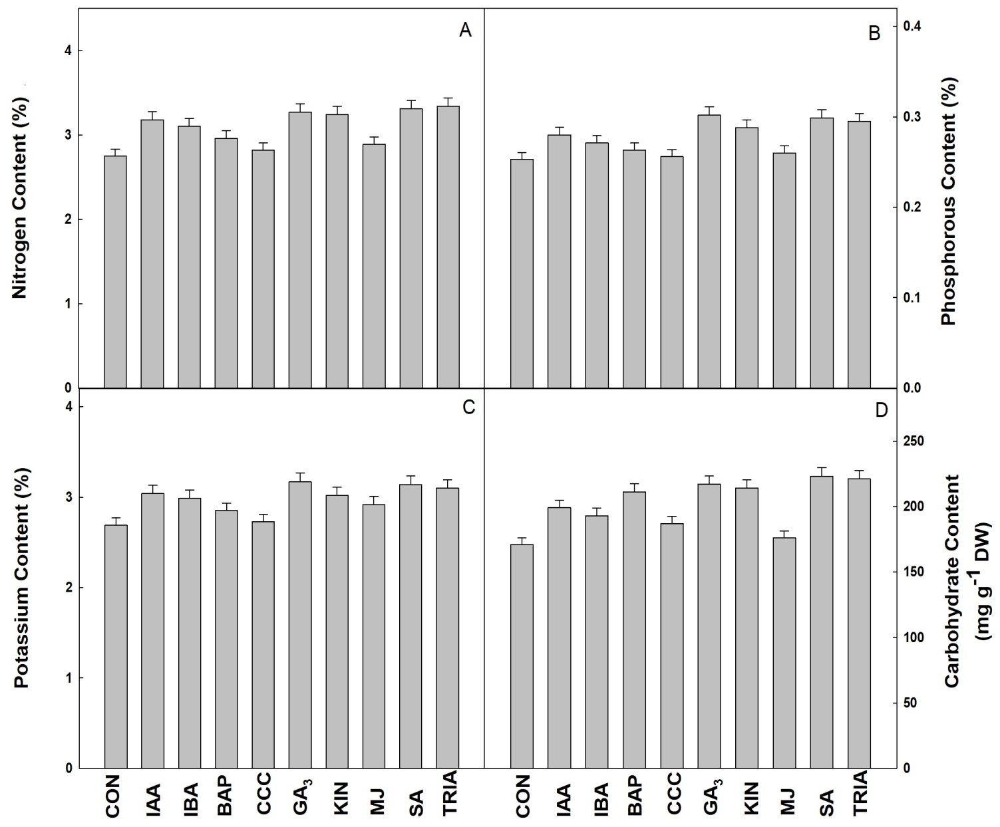 A
B
Nitrogen Content (%)
4
3
2
1
0
0.4
0.3
0.2
0.1
0.0
Phosphorous Content (%)
C
D
Potassium Content (%)
4
3
2
1
0
250
200
150
100
50
0
Carbohydrate Content
(mg g-1 DW)
CON IAA IBA BAP CCC GA3 KIN MJ SA TRIA
CON IAA IBA BAP CCC GA3 KIN MJ SA TRIA